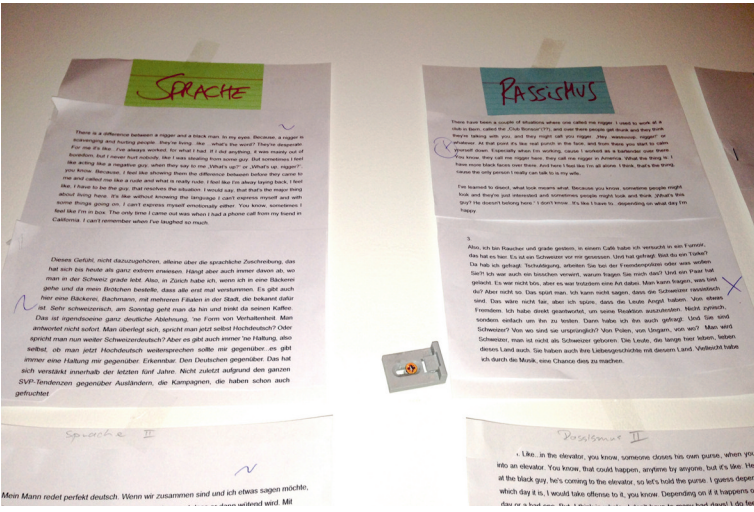 SPRACHE
There is a difference between a nigger and a black man. In my eyes. Because, a nigger is
scavenging and hurting people. they're living.. like .. what's the word? They're desperate.
For me it's like.. I've always worked, for what I had. If I did anything, it was mainly out of
boredom, but I never hurt nobody, like I was stealing from some guy. But sometimes I feel
like acting like a negative guy, when they say to me „What's up?" or „What's up, nigger?",
you know. Because, I feel like showing them the difference between before they came to
me and called me like a rude and what is really rude. I feel like I'm alway laying back, I feel
like, I have to be the guy, that resolves the situation. I would say, that that's the major thing
about living here. It's like without knowing the language I can't express myself and with
some things going on, I can't express myself emotionally either. You know, sometimes I
feel like I'm in box. The only time I came out was when I had a phone call from my friend in
California. I can't remember when I've laughed so much.
Dieses Gefühl, nicht dazuzugehören, alleine über die sprachliche Zuschreibung, das
hat sich bis heute als ganz extrem erwiesen. Hängt aber auch immer davon ab, wo
man in der Schweiz grade lebt. Also, in Zürich habe ich, wenn ich in eine Bäckerei
gehe und da mein Brötchen bestelle, dass alle erst mal verstummen. Es gibt auch
hier eine Bäckerei, Bachmann, mit mehreren Filialen in der Stadt, die bekannt dafür
ist. Sehr schweizerisch, am Sonntag geht man da hin und trinkt da seinen Kaffee.
Das ist irgendsoeine ganz deutliche Ablehnung, 'ne Form von Verhaltenheit. Man
antwortet nicht sofort. Man überlegt sich, spricht man jetzt selbst Hochdeutsch? Oder
spricht man nun weiter Schweizerdeutsch? Aber es gibt auch immer 'ne Haltung, also
selbst, ob man jetzt Hochdeutsch weitersprechen sollte mir gegenüber..es gibt
immer eine Haltung mir gegenüber. Erkennbar. Den Deutschen gegenüber. Das hat
sich verstärkt innerhalb der letzten fünf Jahre. Nicht zuletzt aufgrund den ganzen
SVP-Tendenzen gegenüber Ausländern, die Kampagnen, die haben schon auch
gefruchtet
Sprache II
Mein Mann redet perfekt deutsch. Wenn wir zusammen sind und ich etwas sagen möchte,
dann wütend wird. Mit
RASSISMUS
There have been a couple of situations where one called me nigger. I used to work at a
club in Bern, called the „Club Bonsoir"(??), and over there people get drunk and they think
they're talking with you, and they might call you nigger. „Hey, wassuup, nigger!" or
whatever. At that point it's like real punch in the face, and from there you start to calm
yourself down. Especially when I'm working, cause I worked as a bartender over there.
You know, they call me nigger here, they call me nigger in America. What the thing is: I
have more black faces over there. And here I feel like I'm all alone. I think, that's the thing,
cause the only person I really can talk to is my wife.
I've learned to disect, what look means what. Because you know, sometime people might
look and they're just interested and sometimes people might look and think „What's this
guy? He doesn't belong here." I don't know.. It's like I have to.. depending on what day I'm
happy.
3.
Also, ich bin Raucher und grade gestern, in einem Café habe ich versucht in ein Fumoir,
das hat es hier. Es ist ein Schweizer vor mir gesessen. Und hat gefragt: Bist du ein Türke?
Da hab ich gefragt: Tschuldigung, arbeiten Sie bei der Fremdenpolizei oder was wollen
Sie?! Ich war auch ein bisschen verwirrt, warum fragen Sie mich das? Und ein Paar hat
gelacht. Es war nicht bös, aber es war trotzdem eine Art dabei. Man kann fragen, was bist
du? Aber nicht so. Das spürt man. Ich kann nicht sagen, dass die Schweizer rassistisch
sind. Das wäre nicht fair, aber ich spüre, dass die Leute Angst haben. Von etwas
Fremdem. Ich habe direkt geantwortet, um seine Reaktion auszutesten. Nicht zynisch,
sondern einfach um ihn zu testen. Dann habe ich ihn auch gefragt: Und Sie sind
Schweizer? Von wo sind sie ursprünglich? Von Polen, von Ungarn, von wo? Man wird
Schweizer, man ist nicht als Schweizer geboren. Die Leute, die lange hier leben, lieben
dieses Land auch. Sie haben auch ihre Liebesgeschichte mit diesem Land. Vielleicht habe
ich durch die Musik, eine Chance dies zu machen.
Rassismus II
. Like...in the elevator, you know, someone closes his own purse, when you
into an elevator. You know, that could happen, anytime by anyone, but it's like: He
at the black guy, he's coming to the elevator, so let's hold the purse. I guess depen
which day it is, I would take offense to it, you know. Depending on if it happens o